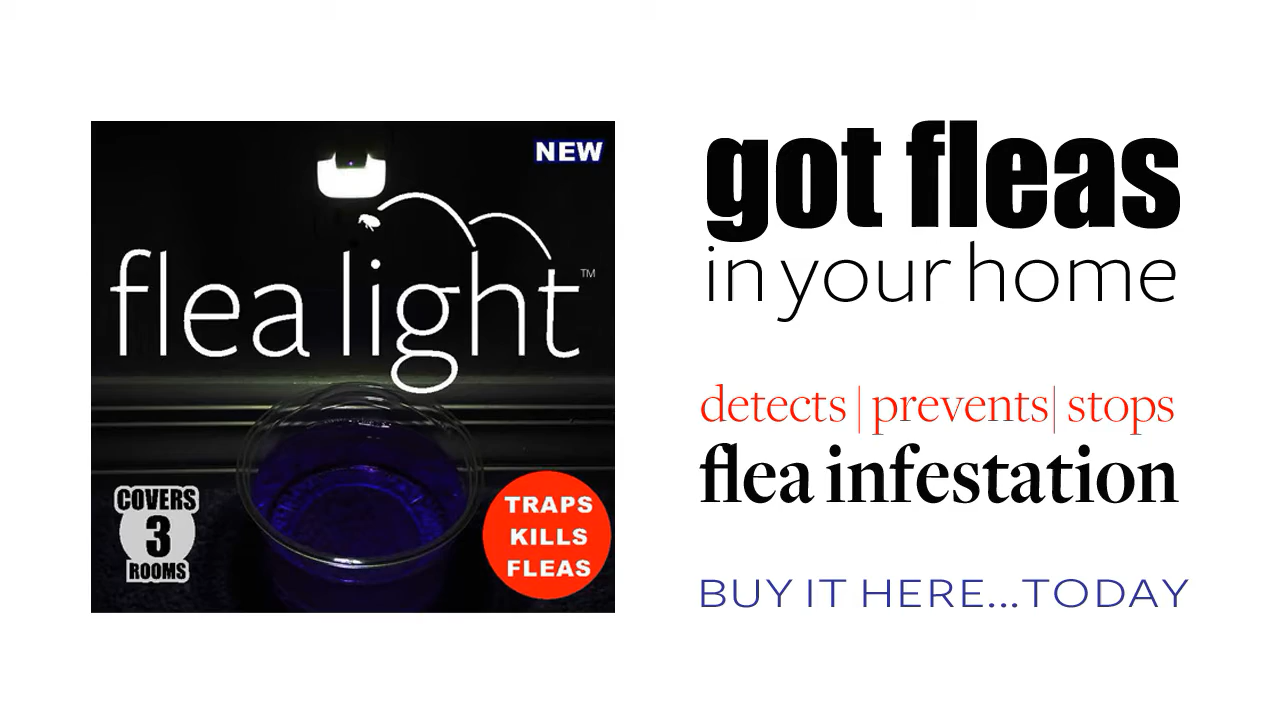 NEW
flea light™
COVERS
3
ROOMS
TRAPS
KILLS
FLEAS
got fleas
in your home
detects | prevents | stops
flea infestation
BUY IT HERE...TODAY